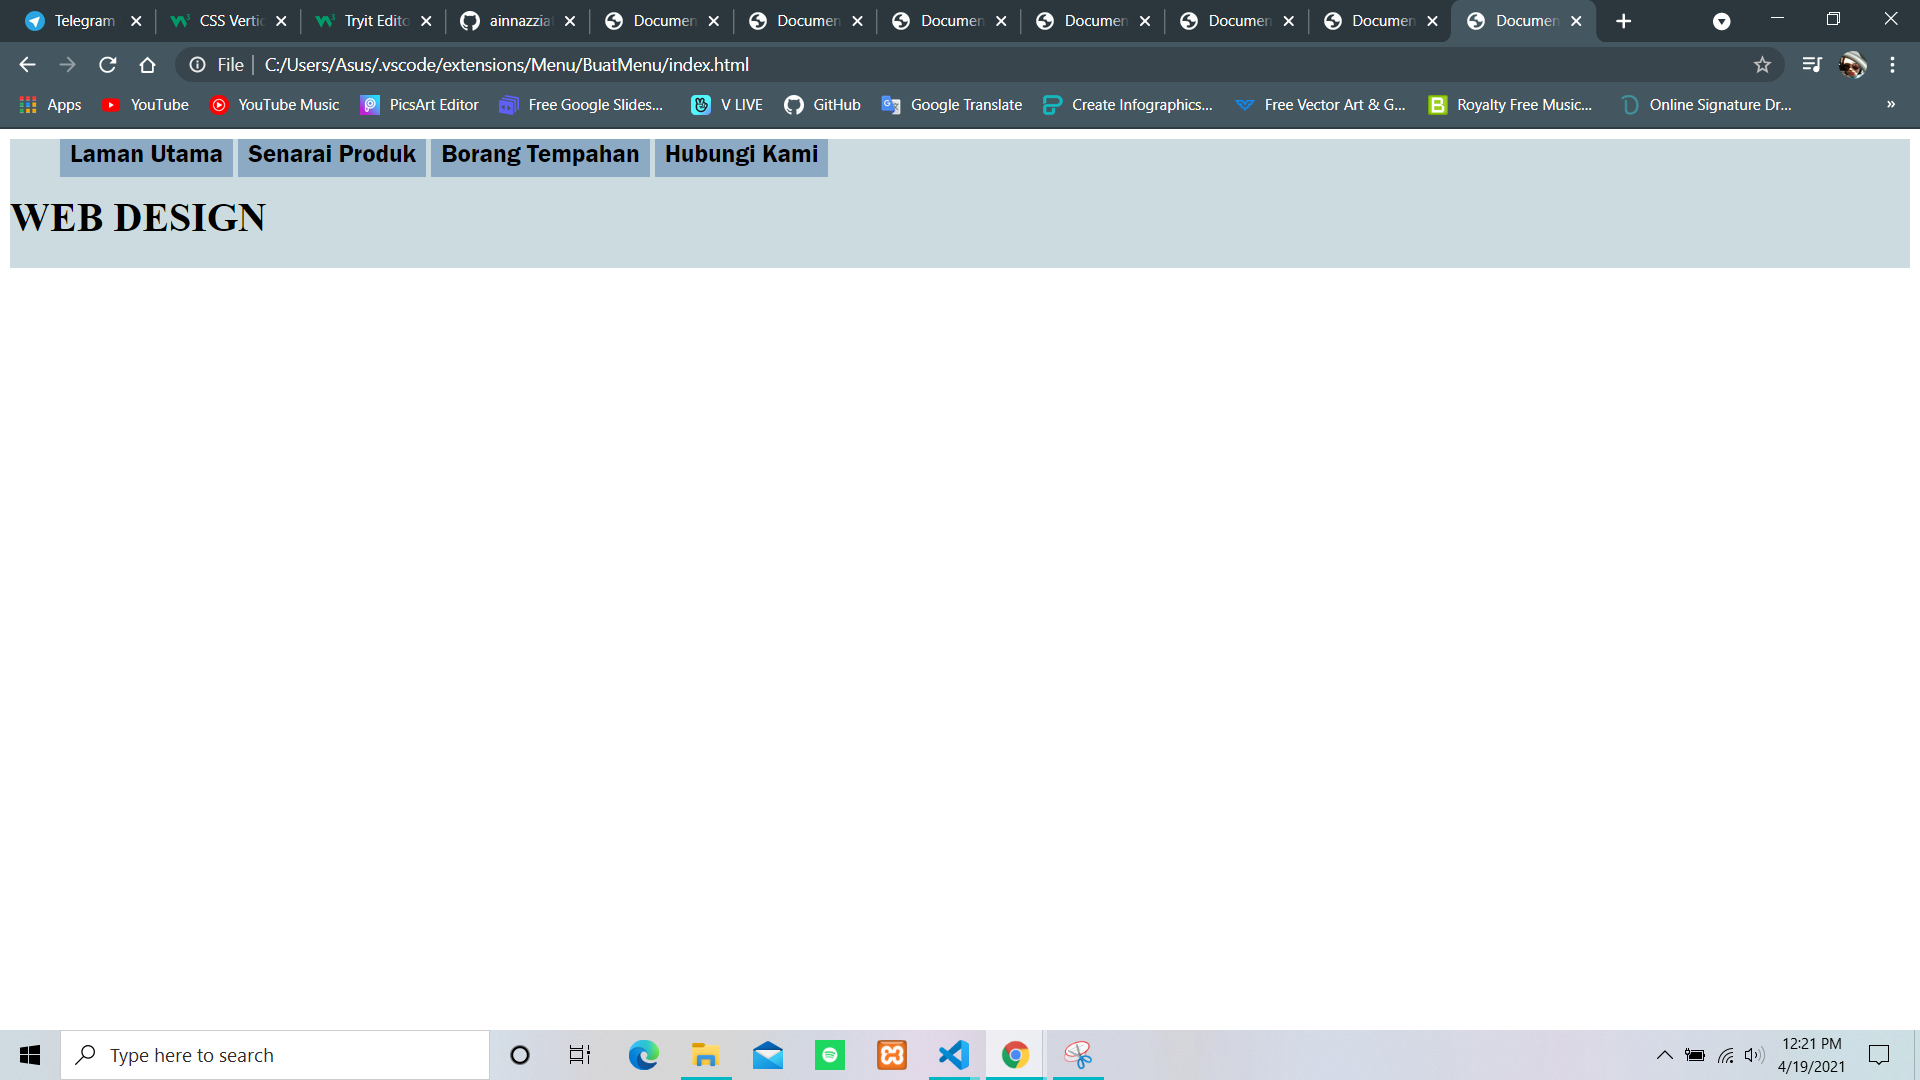 Telegram
CSS Vertic
Tryit Edito
ainnazzia
Documen
Documen
Documen
Documen
Documen
Documen
Documen
File
C:/Users/Asus/.vscode/extensions/Menu/BuatMenu/index.html
Apps
YouTube
YouTube Music
PicsArt Editor
Free Google Slides...
V LIVE
GitHub
Google Translate
Create Infographics...
Free Vector Art & G...
Royalty Free Music...
Online Signature Dr...
»
Laman Utama
Senarai Produk
Borang Tempahan
Hubungi Kami
WEB DESIGN
Type here to search
12:21 PM
4/19/2021